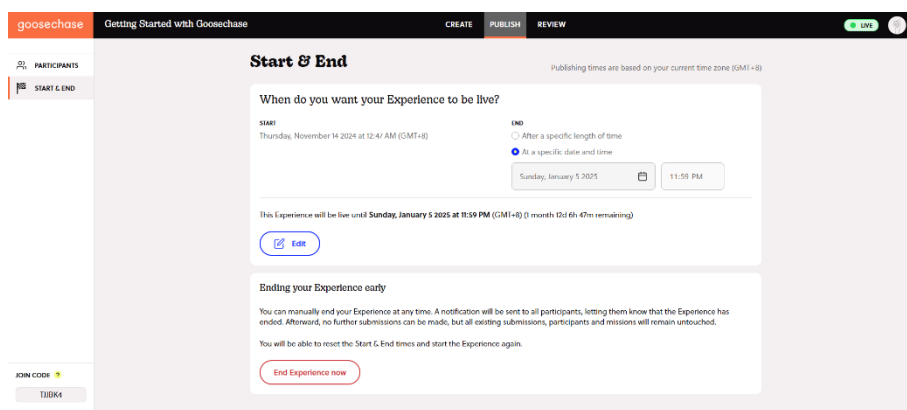 goosechase
Getting Started with Goosechase
CREATE
PUBLISH
REVIEW
LIVE
PARTICIPANTS
START & END
Start & End
Publishing times are based on your current time zone (GMT+8)
When do you want your Experience to be live?
START
END
Thursday, November 14 2024 at 12:47 AM (GMT+8)
After a specific length of time
At a specific date and time
Sunday, January 5 2025
11:59 PM
This Experience will be live until Sunday, January 5 2025 at 11:59 PM (GMT+8) (1 month 12d 6h 47m remaining)
Edit
Ending your Experience early
You can manually end your Experience at any time. A notification will be sent to all participants, letting them know that the Experience has
ended. Afterward, no further submissions can be made, but all existing submissions, participants and missions will remain untouched.
You will be able to reset the Start & End times and start the Experience again.
End Experience now
JOIN CODE ?